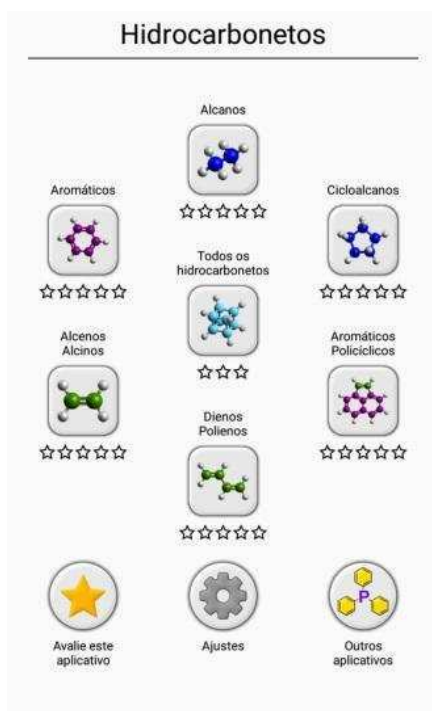 Hidrocarbonetos
Alcanos
Aromáticos
Cicloalcanos
Todos os
hidrocarbonetos
Alcenos
Alcinos
Aromáticos
Policíclicos
Dienos
Polienos
P
Avalie este
aplicativo
Ajustes
Outros
aplicativos